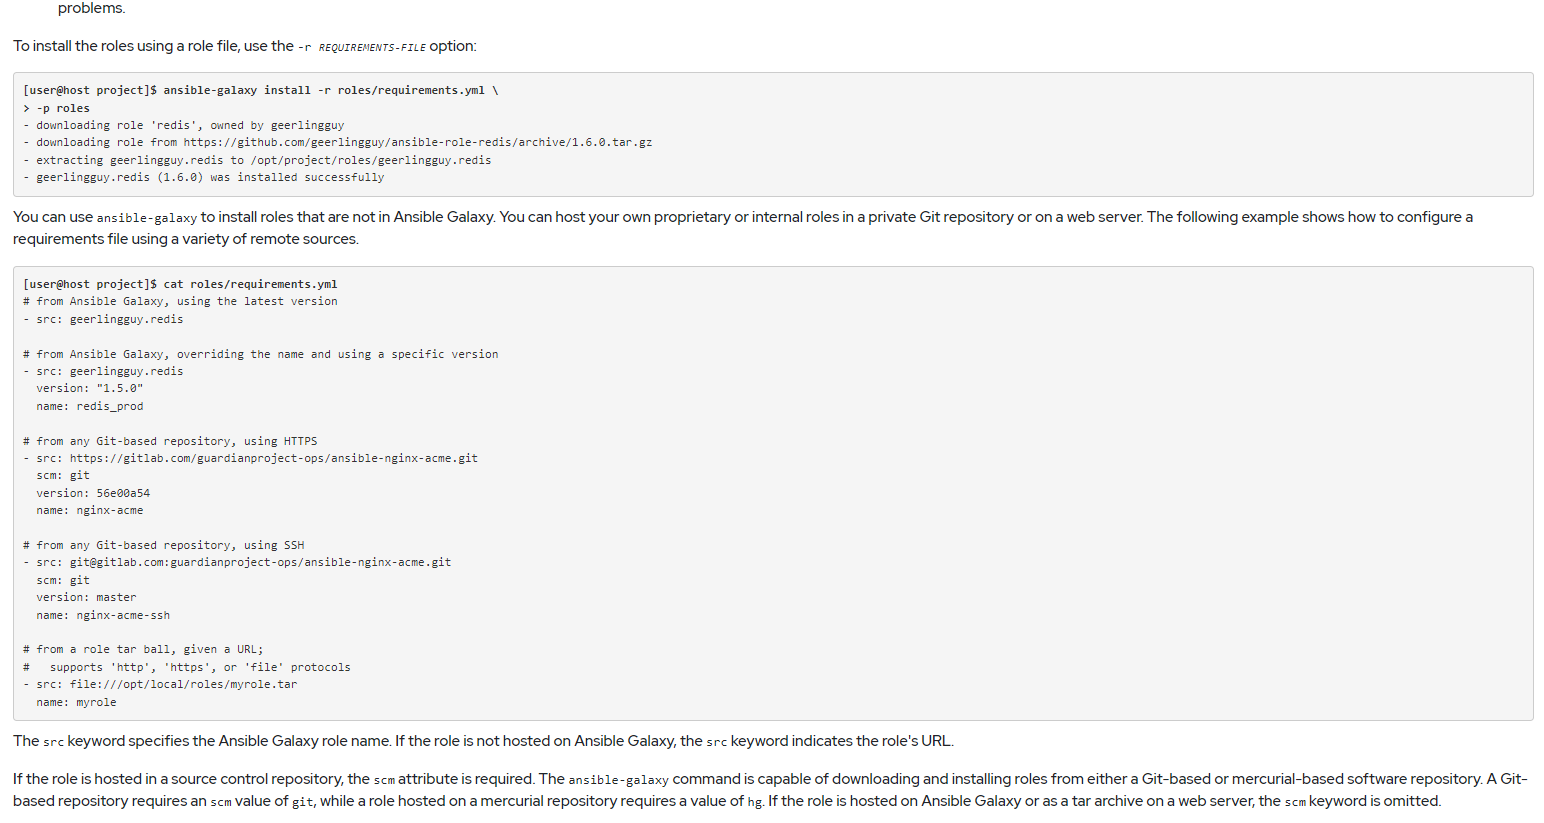 problems.
To install the roles using a role file, use the -r REQUIREMENTS-FILE option:
[user@host project]$ ansible-galaxy install -r roles/requirements.yml \
> -p roles
- downloading role 'redis', owned by geerlingguy
- downloading role from https://github.com/geerlingguy/ansible-role-redis/archive/1.6.0.tar.gz
- extracting geerlingguy.redis to /opt/project/roles/geerlingguy.redis
- geerlingguy.redis (1.6.0) was installed successfully
You can use ansible-galaxy to install roles that are not in Ansible Galaxy. You can host your own proprietary or internal roles in a private Git repository or on a web server. The following example shows how to configure a
requirements file using a variety of remote sources.
[user@host project]$ cat roles/requirements.yml
# from Ansible Galaxy, using the latest version
- src: geerlingguy.redis
# from Ansible Galaxy, overriding the name and using a specific version
- src: geerlingguy.redis
  version: "1.5.0"
  name: redis_prod
# from any Git-based repository, using HTTPS
- src: https://gitlab.com/guardianproject-ops/ansible-nginx-acme.git
  scm: git
  version: 56e00a54
  name: nginx-acme
# from any Git-based repository, using SSH
- src: git@gitlab.com:guardianproject-ops/ansible-nginx-acme.git
  scm: git
  version: master
  name: nginx-acme-ssh
# from a role tar ball, given a URL;
#   supports 'http', 'https', or 'file' protocols
- src: file:///opt/local/roles/myrole.tar
  name: myrole
The src keyword specifies the Ansible Galaxy role name. If the role is not hosted on Ansible Galaxy, the src keyword indicates the role's URL.
If the role is hosted in a source control repository, the scm attribute is required. The ansible-galaxy command is capable of downloading and installing roles from either a Git-based or mercurial-based software repository. A Git-
based repository requires an scm value of git, while a role hosted on a mercurial repository requires a value of hg. If the role is hosted on Ansible Galaxy or as a tar archive on a web server, the scm keyword is omitted.